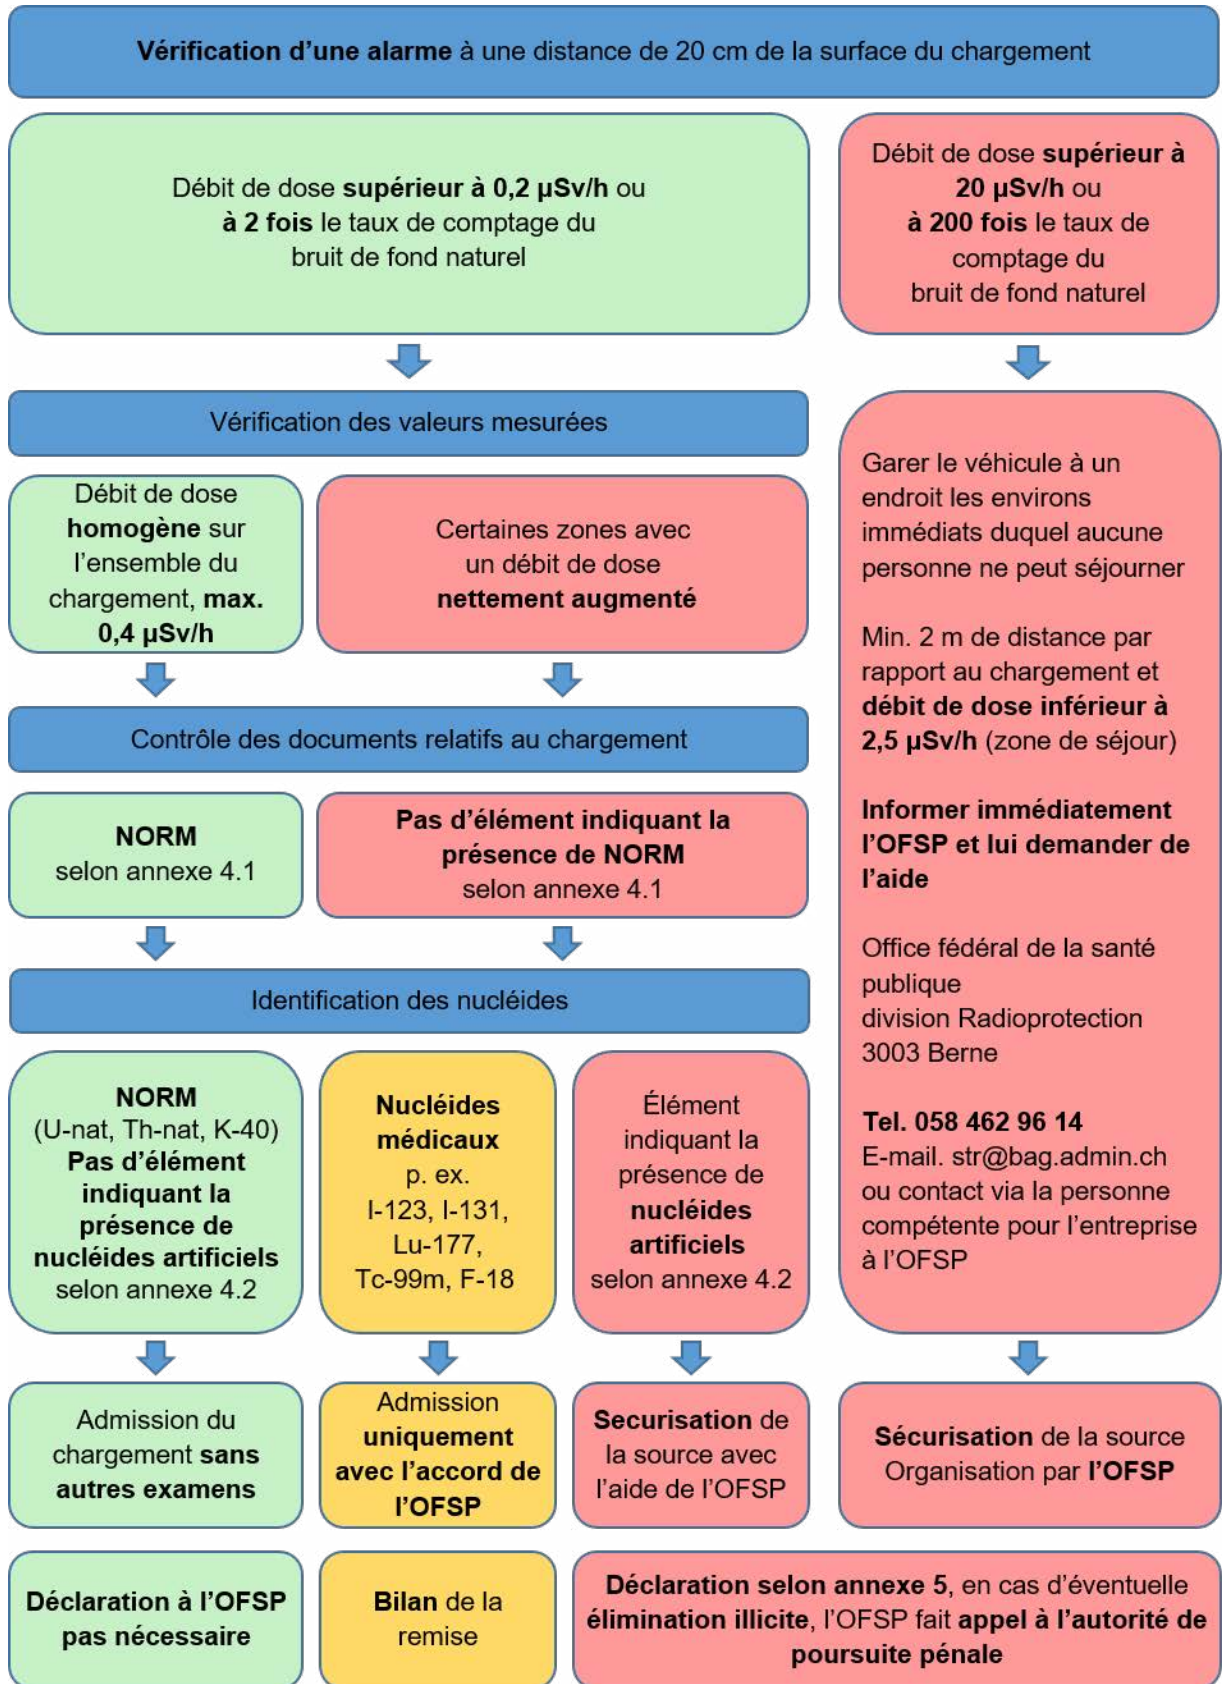 Vérification d’une alarme à une distance de 20 cm de la surface du chargement
Débit de dose supérieur à 0,2 µSv/h ou
à 2 fois le taux de comptage du
bruit de fond naturel
Débit de dose supérieur à
20 µSv/h ou
à 200 fois le taux de
comptage du
bruit de fond naturel
Vérification des valeurs mesurées
Débit de dose
homogène sur
l’ensemble du
chargement, max.
0,4 µSv/h
Certaines zones avec
un débit de dose
nettement augmenté
Contrôle des documents relatifs au chargement
NORM
selon annexe 4.1
Pas d’élément indiquant la
présence de NORM
selon annexe 4.1
Identification des nucléides
NORM
(U-nat, Th-nat, K-40)
Pas d’élément
indiquant la
présence de
nucléides artificiels
selon annexe 4.2
Nucléides
médicaux
p. ex.
I-123, I-131,
Lu-177,
Tc-99m, F-18
Élément
indiquant la
présence de
nucléides
artificiels
selon annexe 4.2
Garer le véhicule à un
endroit les environs
immédiats duquel aucune
personne ne peut séjourner
Min. 2 m de distance par
rapport au chargement et
débit de dose inférieur à
2,5 µSv/h (zone de séjour)
Informer immédiatement
l’OFSP et lui demander de
l’aide
Office fédéral de la santé
publique
division Radioprotection
3003 Berne
Tel. 058 462 96 14
E-mail. str@bag.admin.ch
ou contact via la personne
compétente pour l’entreprise
à l’OFSP
Admission du
chargement sans
autres examens
Admission
uniquement
avec l’accord de
l’OFSP
Securisation de
la source avec
l’aide de l’OFSP
Sécurisation de la source
Organisation par l’OFSP
Déclaration à l’OFSP
pas nécessaire
Bilan de la
remise
Déclaration selon annexe 5, en cas d’éventuelle
élimination illicite, l’OFSP fait appel à l’autorité de
poursuite pénale